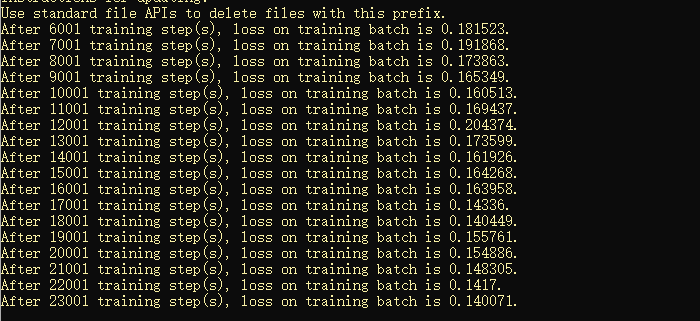 Instructions for updating:
Use standard file APIs to delete files with this prefix.
After 6001 training step(s), loss on training batch is 0.181523.
After 7001 training step(s), loss on training batch is 0.191868.
After 8001 training step(s), loss on training batch is 0.173863.
After 9001 training step(s), loss on training batch is 0.165349.
After 10001 training step(s), loss on training batch is 0.160513.
After 11001 training step(s), loss on training batch is 0.169437.
After 12001 training step(s), loss on training batch is 0.204374.
After 13001 training step(s), loss on training batch is 0.173599.
After 14001 training step(s), loss on training batch is 0.161926.
After 15001 training step(s), loss on training batch is 0.164268.
After 16001 training step(s), loss on training batch is 0.163958.
After 17001 training step(s), loss on training batch is 0.14336.
After 18001 training step(s), loss on training batch is 0.140449.
After 19001 training step(s), loss on training batch is 0.155761.
After 20001 training step(s), loss on training batch is 0.154886.
After 21001 training step(s), loss on training batch is 0.148305.
After 22001 training step(s), loss on training batch is 0.1417.
After 23001 training step(s), loss on training batch is 0.140071.